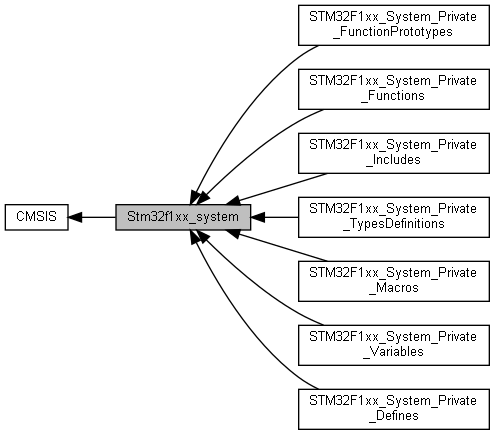 STM32F1xx_System_Private
_FunctionPrototypes
STM32F1xx_System_Private
_Functions
STM32F1xx_System_Private
_Includes
CMSIS
Stm32f1xx_system
STM32F1xx_System_Private
_TypesDefinitions
STM32F1xx_System_Private
_Macros
STM32F1xx_System_Private
_Variables
STM32F1xx_System_Private
_Defines